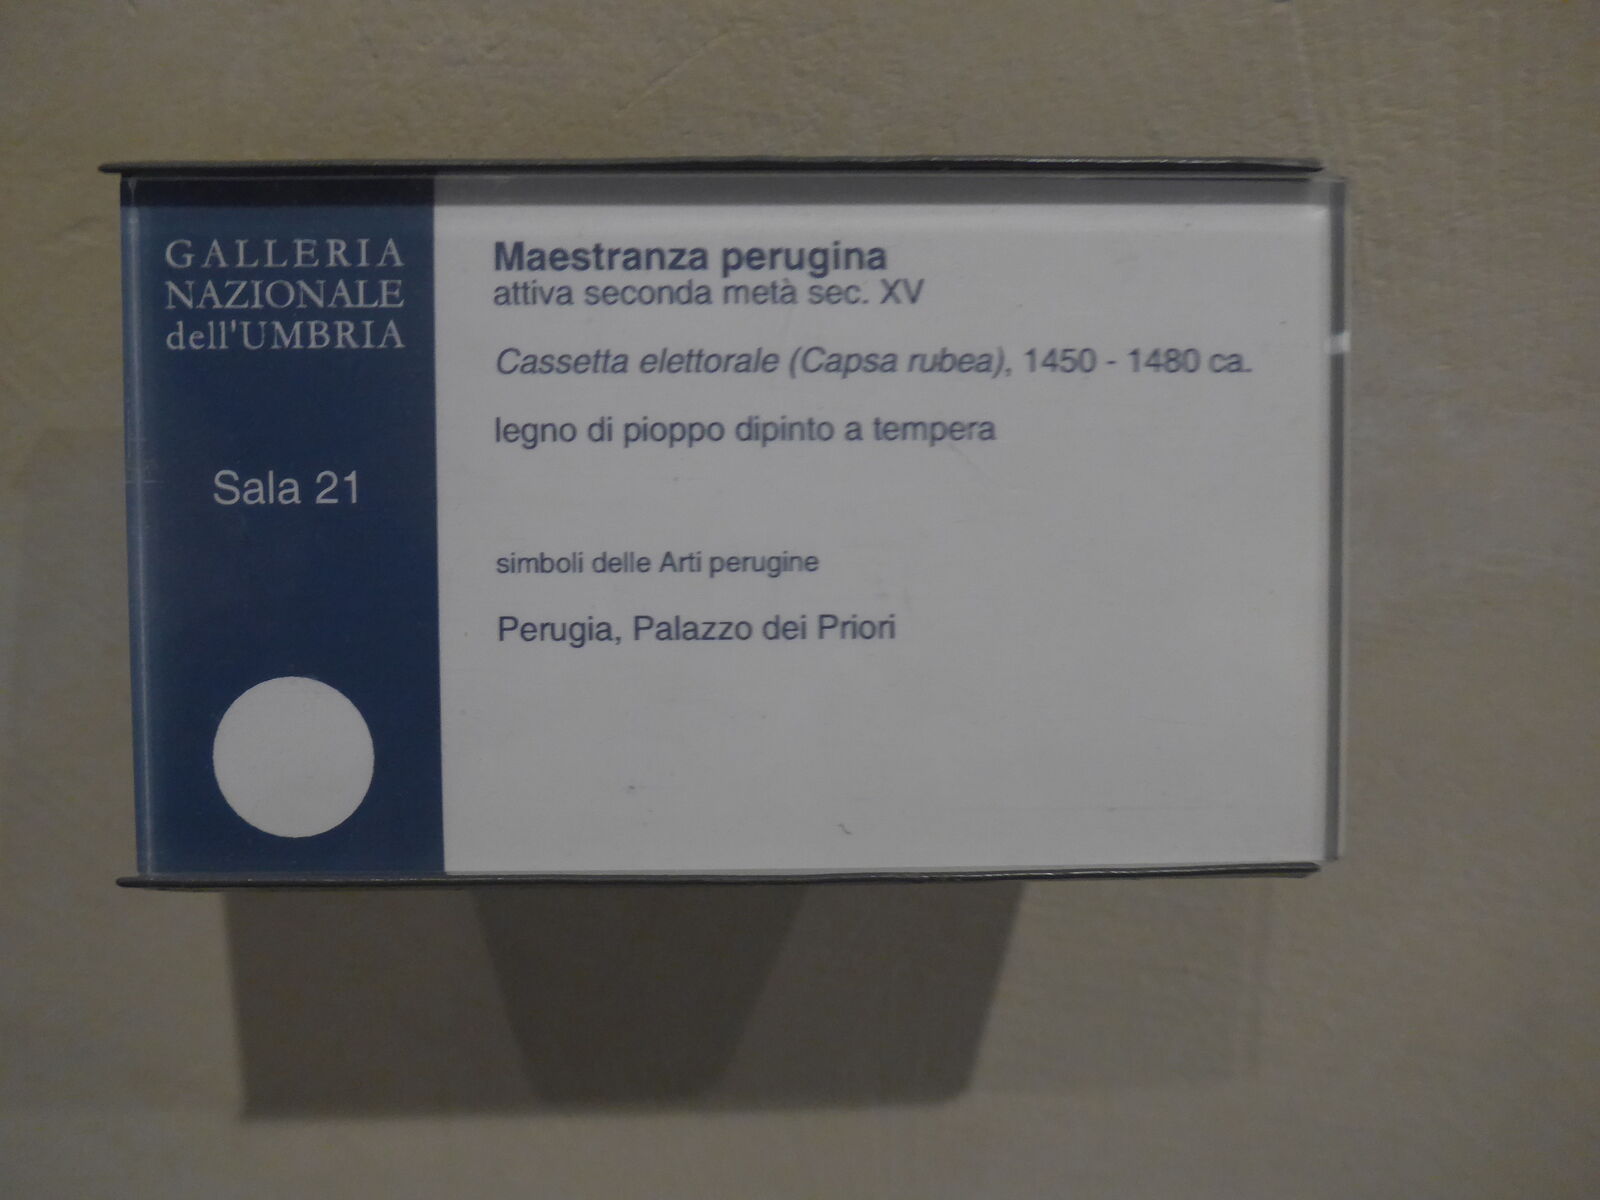 GALLERIA
NAZIONALE
dell'UMBRIA
Sala 21
Maestranza perugina
attiva seconda metà sec. XV
Cassetta elettorale (Capsa rubea), 1450 - 1480 ca.
legno di pioppo dipinto a tempera
simboli delle Arti perugine
Perugia, Palazzo dei Priori